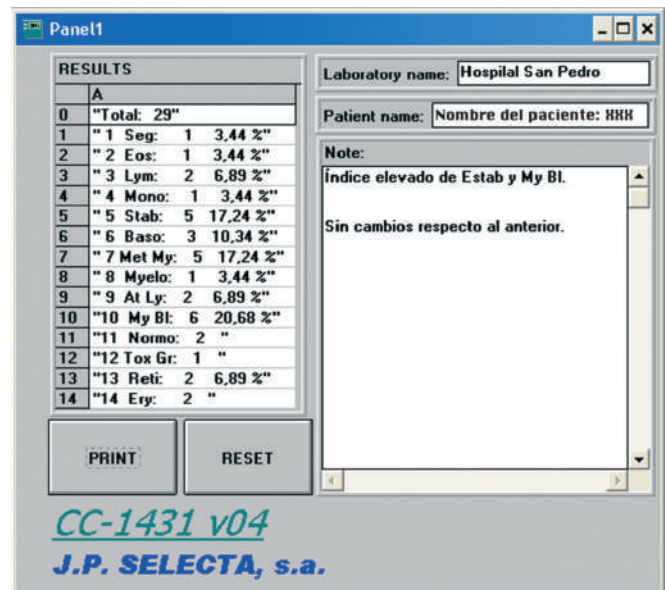 Panel1
RESULTS
A
0 "Total: 29"
1 " 1 Seg: 1 3,44 %"
2 " 2 Eos: 1 3,44 %"
3 " 3 Lym: 2 6,89 %"
4 " 4 Mono: 1 3,44 %"
5 " 5 Stab: 5 17,24 %"
6 " 6 Baso: 3 10,34 %"
7 " 7 Met My: 5 17,24 %"
8 " 8 Myelo: 1 3,44 %"
9 " 9 At Ly: 2 6,89 %"
10 "10 My Bl: 6 20,68 %"
11 "11 Normo: 2 "
12 "12 Tox Gr: 1 "
13 "13 Reti: 2 6,89 %"
14 "14 Ery: 2 "
PRINT
RESET
Laboratory name: Hospilal San Pedro
Patient name: Nombre del paciente: XXX
Note:
Índice elevado de Estab y My Bl.
Sin cambios respecto al anterior.
CC-1431 v04
J.P. SELECTA, s.a.